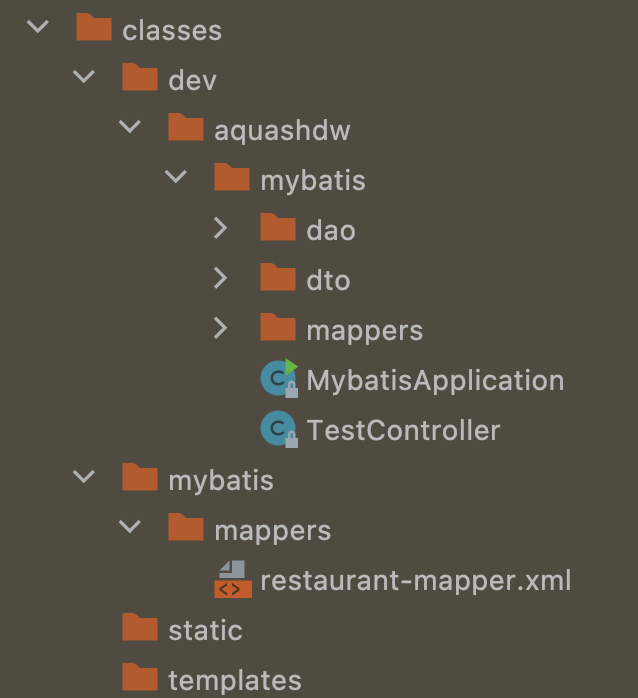 classes
dev
aquashdw
mybatis
dao
dto
mappers
MybatisApplication
TestController
mybatis
mappers
restaurant-mapper.xml
static
templates